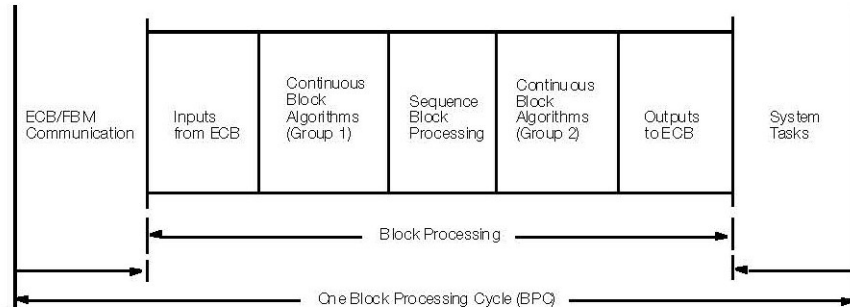 ECB/FBM
Communication
Inputs
from ECB
Continuous
Block
Algorithms
(Group 1)
Sequence
Block
Processing
Continuous
Block
Algorithms
(Group 2)
Outputs
to ECB
System
Tasks
Block Processing
One Block Processing Cycle (BPC)